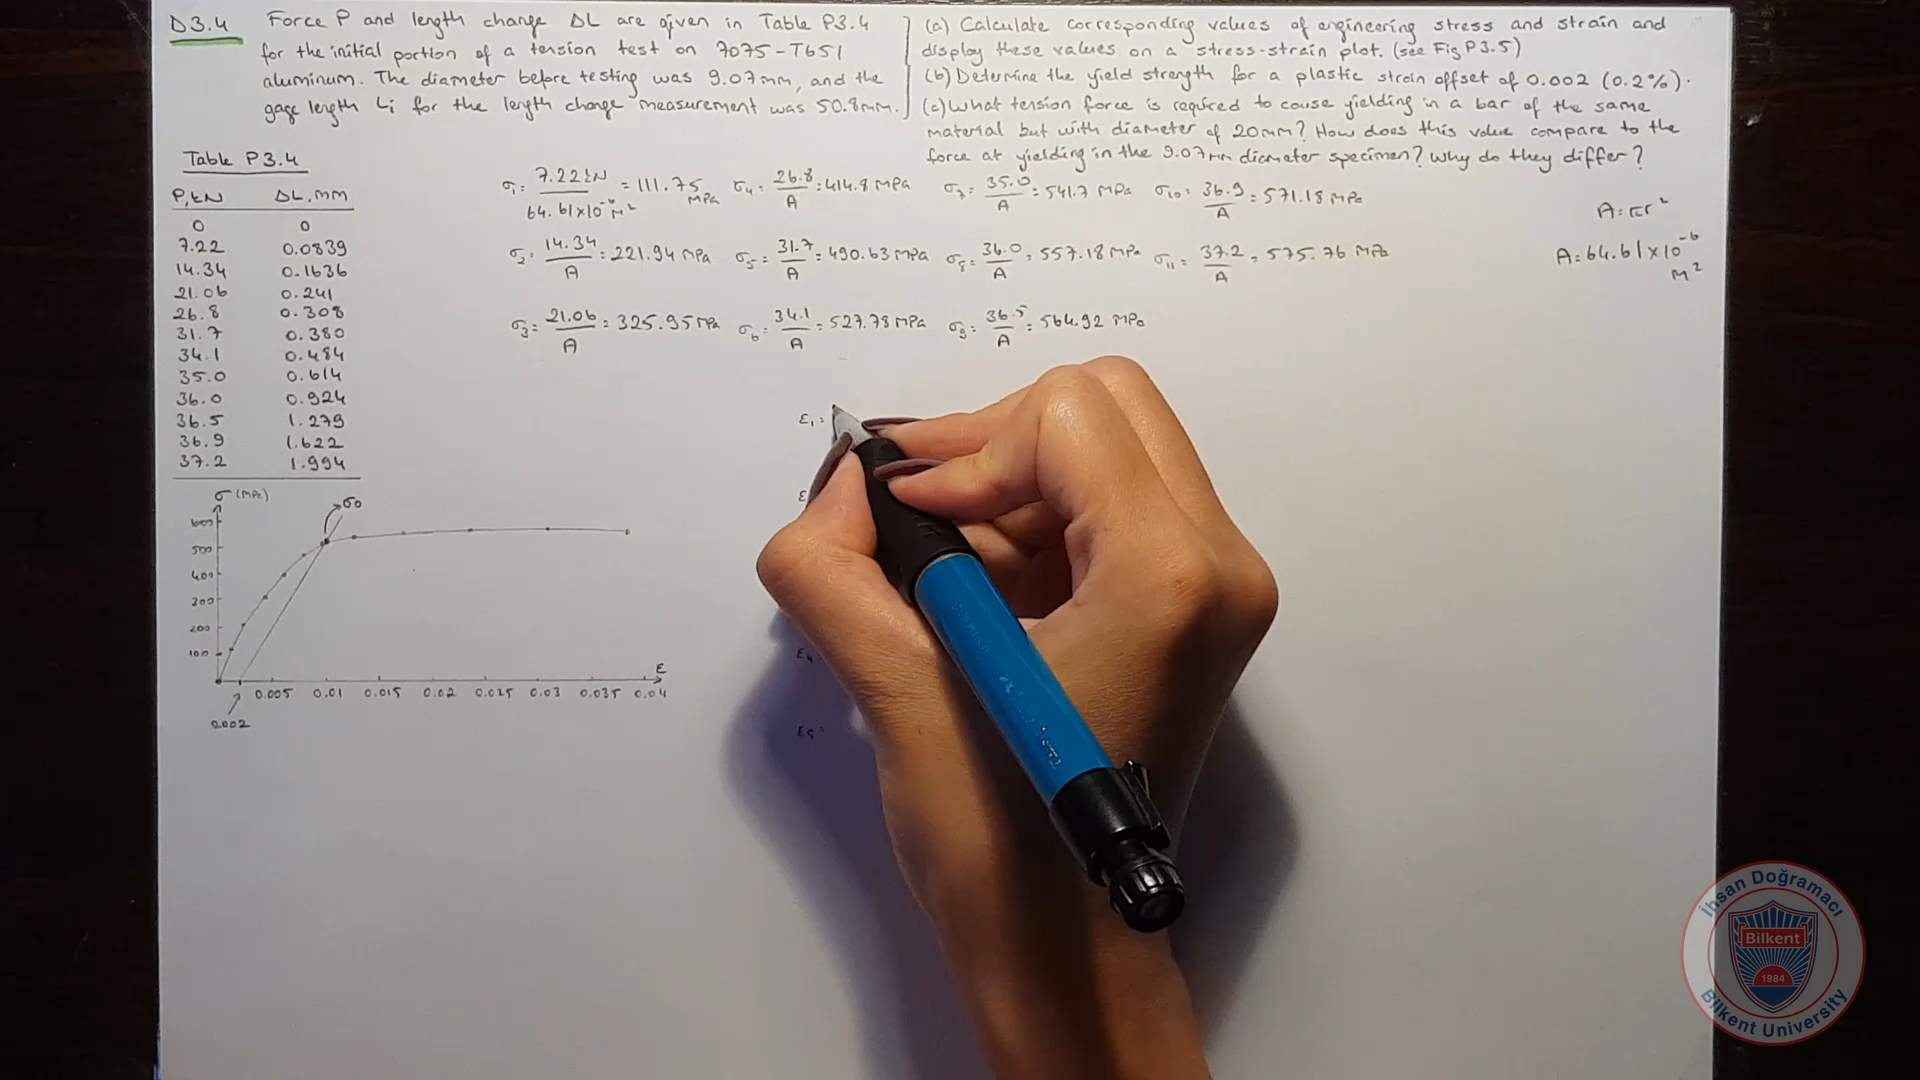 D3.4 Force P and length change ΔL are given in Table P3.4
for the initial portion of a tension test on 7075-T651
aluminum. The diameter before testing was 9.07mm, and the
gage length Li for the length change measurement was 50.8mm.
(a) Calculate corresponding values of engineering stress and strain and
display these values on a stress-strain plot. (see Fig P3.5)
(b) Determine the yield strength for a plastic strain offset of 0.002 (0.2%).
(c) What tension force is required to cause yielding in a bar of the same
material but with diameter of 20mm? How does this value compare to the
force at yielding in the 9.07mm diameter specimen? Why do they differ?
Table P3.4
P, kN ΔL, mm
0 0
7.22 0.0839
14.34 0.1636
21.06 0.241
26.8 0.308
31.7 0.380
34.1 0.484
35.0 0.614
36.0 0.924
36.5 1.279
36.9 1.622
37.2 1.994
σ1 = 7.22 kN / 64.61x10^-6 M² = 111.75 MPa
σ4 = 26.8 / A = 414.8 MPa
σ7 = 35.0 / A = 541.7 MPa
σ10 = 36.9 / A = 571.18 MPa
A = πr²
σ2 = 14.34 / A = 221.94 MPa
σ5 = 31.7 / A = 490.63 MPa
σ8 = 36.0 / A = 557.18 MPa
σ11 = 37.2 / A = 575.76 MPa
A = 64.61x10^-6 M²
σ3 = 21.06 / A = 325.95 MPa
σ6 = 34.1 / A = 527.78 MPa
σ9 = 36.5 / A = 564.92 MPa
ε1 =
ε
ε4
ε5 =
σ (MPa)
σ0
600
500
400
300
200
100
ε
0.005 0.01 0.015 0.02 0.025 0.03 0.035 0.04
0.002
İhsan Doğramacı
Bilkent
1984
Bilkent University